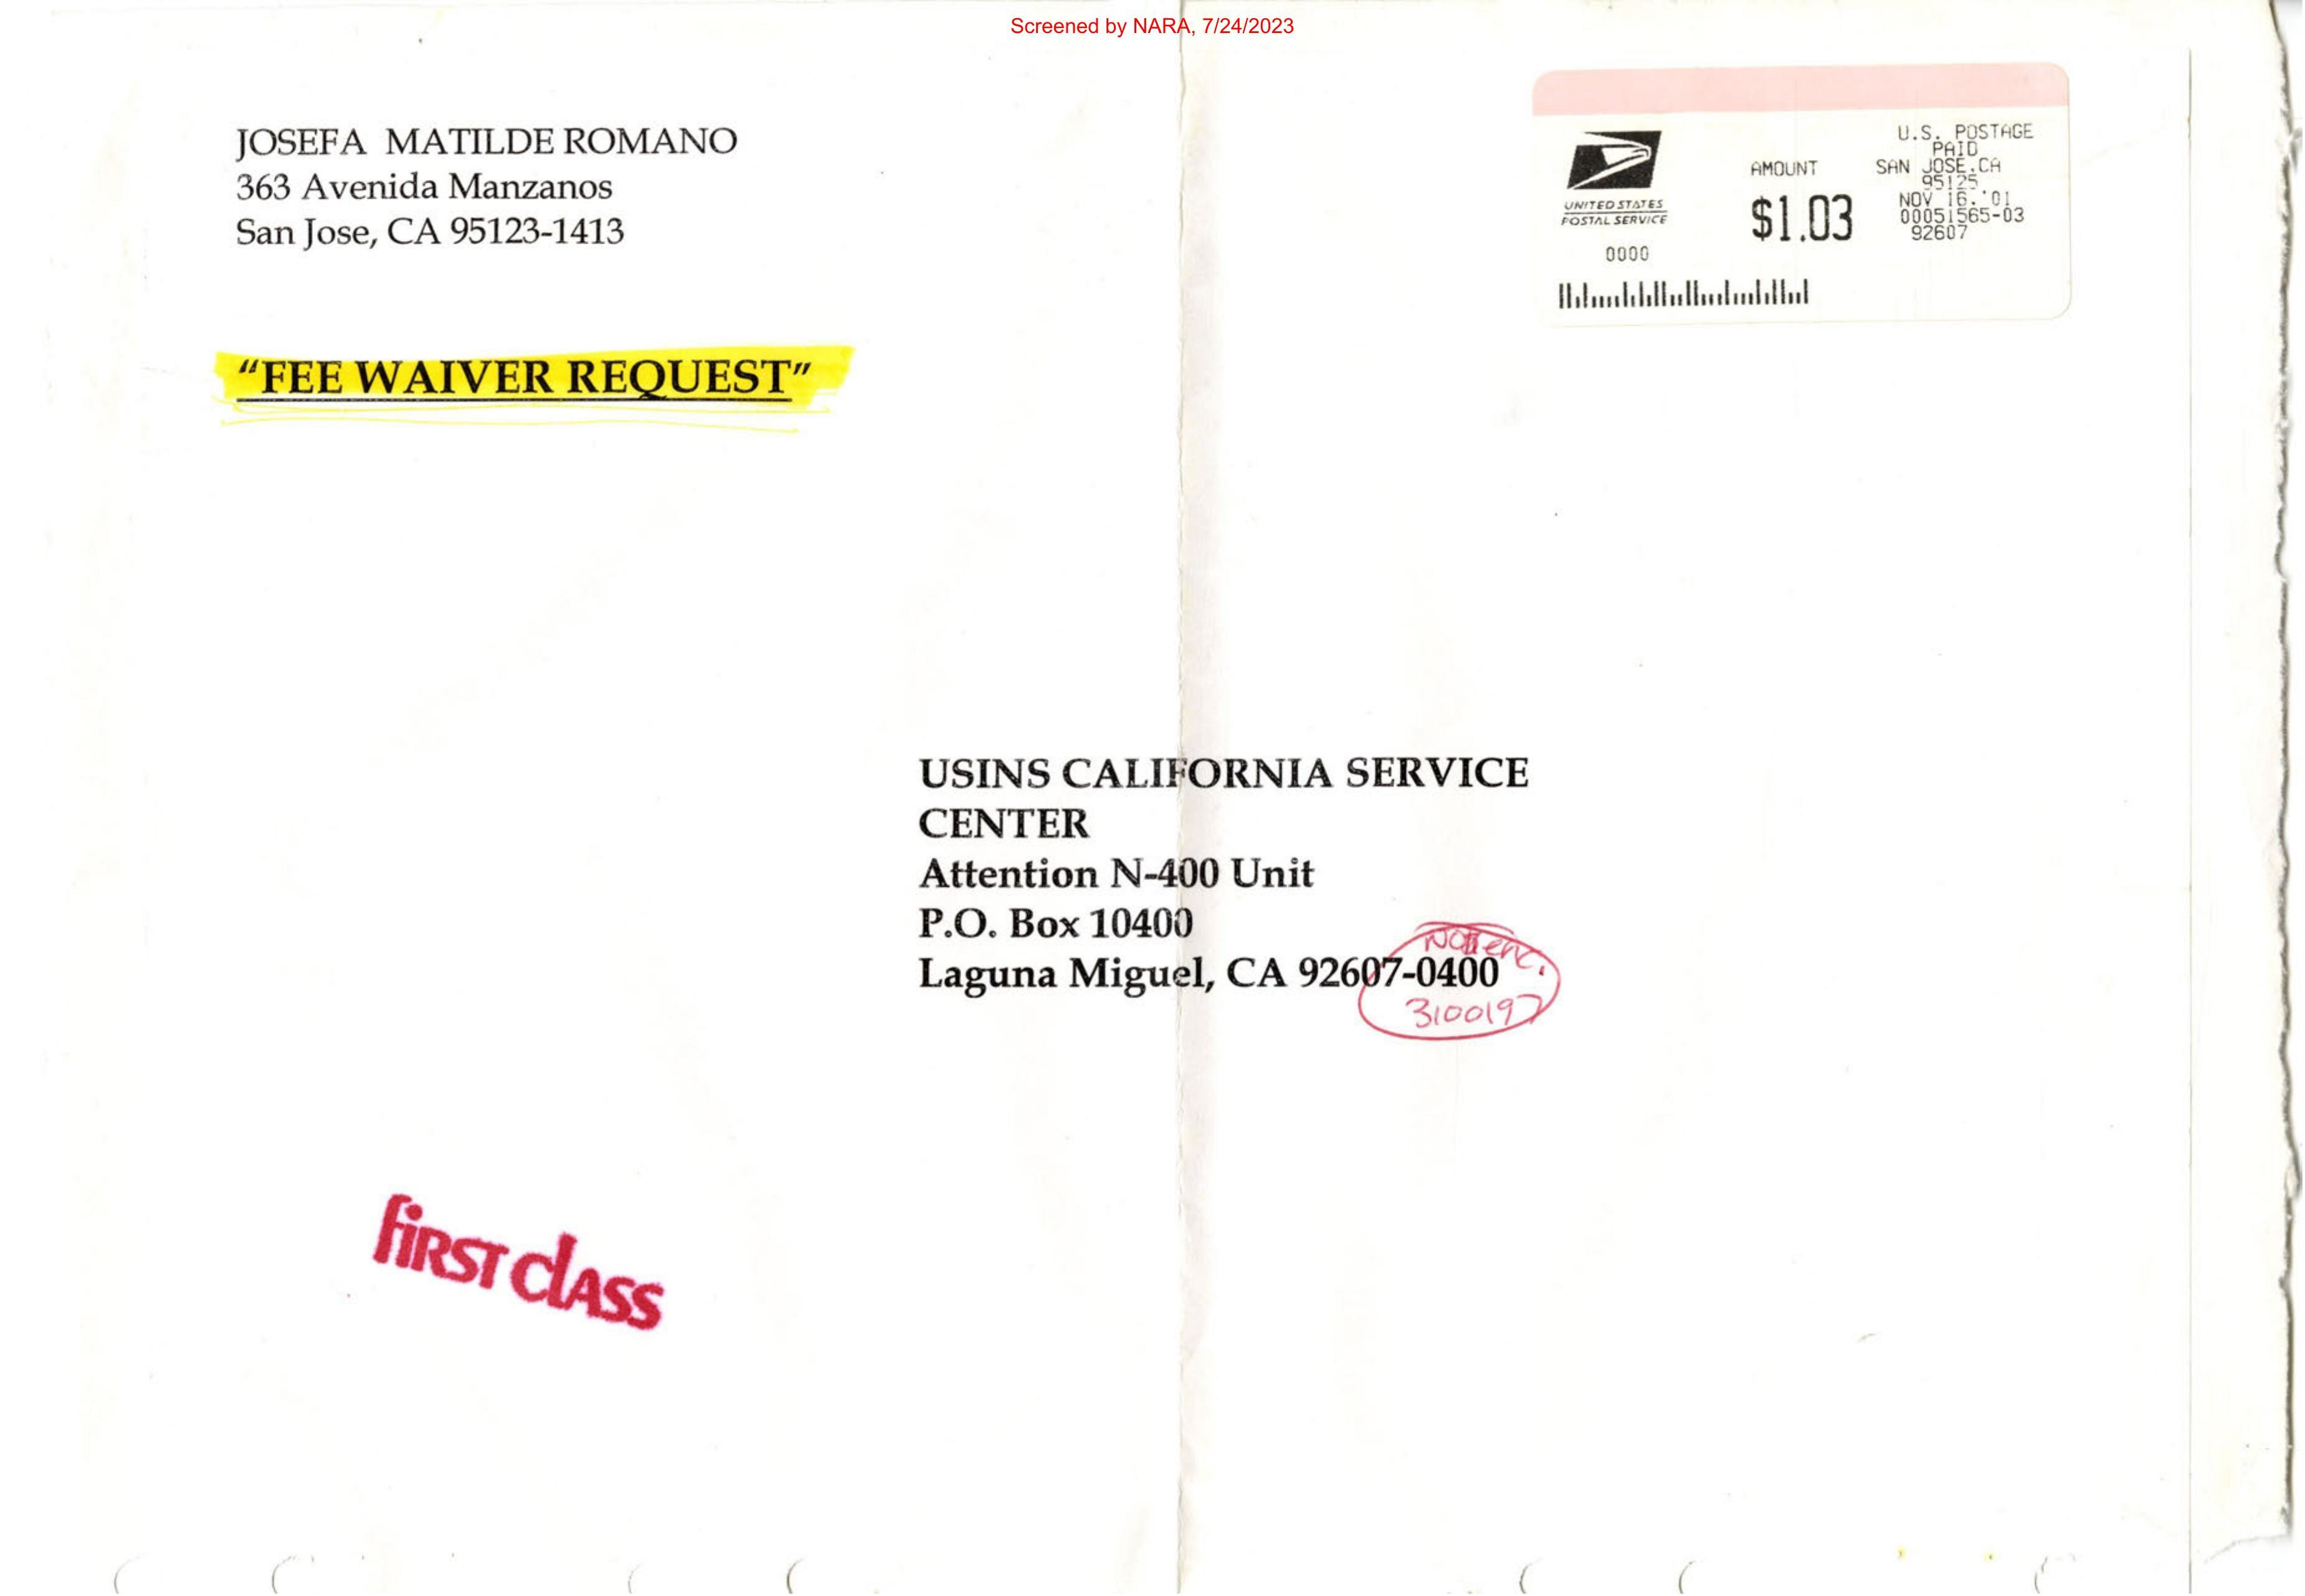 Screened by NARA, 7/24/2023
JOSEFA MATILDE ROMANO
363 Avenida Manzanos
San Jose, CA 95123-1413
"FEE WAIVER REQUEST"
UNITED STATES
POSTAL SERVICE
0000
AMOUNT
$1.03
U.S. POSTAGE
PAID
SAN JOSE,CA
95125
NOV 16.'01
00051565-03
92607
USINS CALIFORNIA SERVICE
CENTER
Attention N-400 Unit
P.O. Box 10400
Laguna Miguel, CA 92607-0400
3100197
fiRST clASS